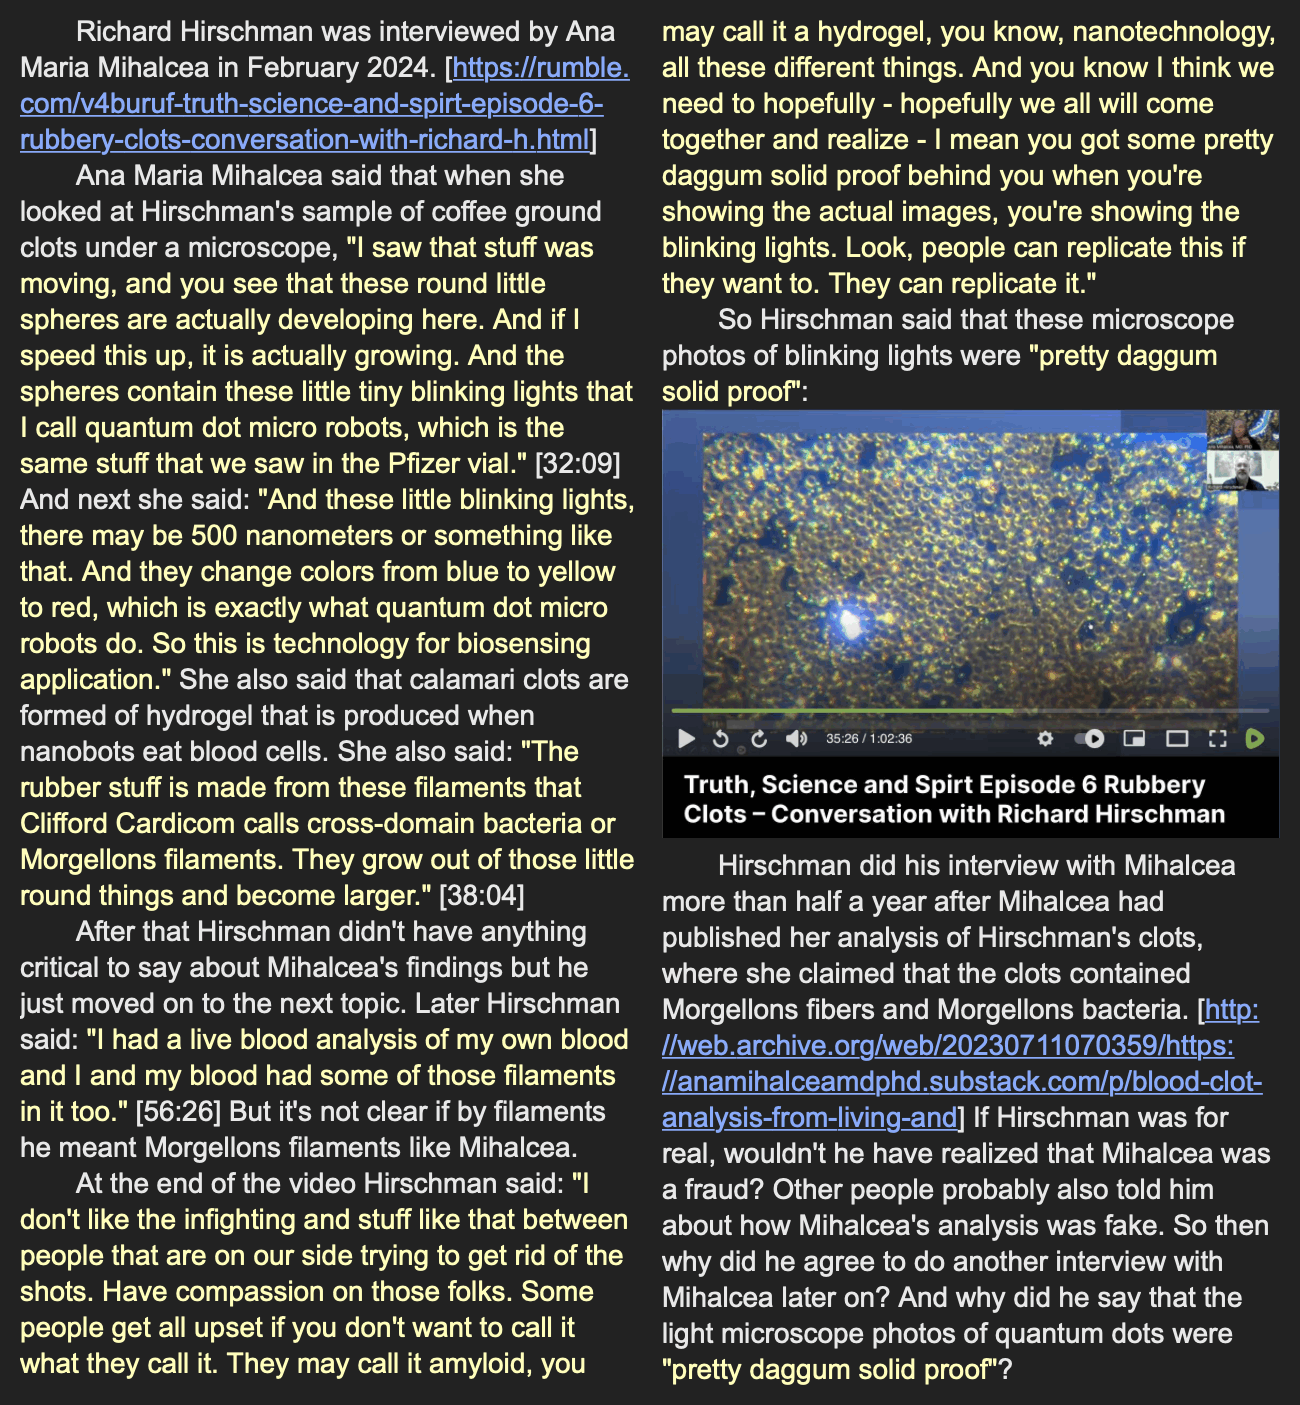 Richard Hirschman was interviewed by Ana
Maria Mihalcea in February 2024. [https://rumble.
com/v4buruf-truth-science-and-spirt-episode-6-
rubbery-clots-conversation-with-richard-h.html]
Ana Maria Mihalcea said that when she
looked at Hirschman's sample of coffee ground
clots under a microscope, "I saw that stuff was
moving, and you see that these round little
spheres are actually developing here. And if I
speed this up, it is actually growing. And the
spheres contain these little tiny blinking lights that
I call quantum dot micro robots, which is the
same stuff that we saw in the Pfizer vial." [32:09]
And next she said: "And these little blinking lights,
there may be 500 nanometers or something like
that. And they change colors from blue to yellow
to red, which is exactly what quantum dot micro
robots do. So this is technology for biosensing
application." She also said that calamari clots are
formed of hydrogel that is produced when
nanobots eat blood cells. She also said: "The
rubber stuff is made from these filaments that
Clifford Cardicom calls cross-domain bacteria or
Morgellons filaments. They grow out of those little
round things and become larger." [38:04]
After that Hirschman didn't have anything
critical to say about Mihalcea's findings but he
just moved on to the next topic. Later Hirschman
said: "I had a live blood analysis of my own blood
and I and my blood had some of those filaments
in it too." [56:26] But it's not clear if by filaments
he meant Morgellons filaments like Mihalcea.
At the end of the video Hirschman said: "I
don't like the infighting and stuff like that between
people that are on our side trying to get rid of the
shots. Have compassion on those folks. Some
people get all upset if you don't want to call it
what they call it. They may call it amyloid, you
may call it a hydrogel, you know, nanotechnology,
all these different things. And you know I think we
need to hopefully - hopefully we all will come
together and realize - I mean you got some pretty
daggum solid proof behind you when you're
showing the actual images, you're showing the
blinking lights. Look, people can replicate this if
they want to. They can replicate it."
So Hirschman said that these microscope
photos of blinking lights were "pretty daggum
solid proof":
35:26 / 1:02:36
Truth, Science and Spirt Episode 6 Rubbery
Clots – Conversation with Richard Hirschman
Hirschman did his interview with Mihalcea
more than half a year after Mihalcea had
published her analysis of Hirschman's clots,
where she claimed that the clots contained
Morgellons fibers and Morgellons bacteria. [http:
//web.archive.org/web/20230711070359/https:
//anamihalceamdphd.substack.com/p/blood-clot-
analysis-from-living-and] If Hirschman was for
real, wouldn't he have realized that Mihalcea was
a fraud? Other people probably also told him
about how Mihalcea's analysis was fake. So then
why did he agree to do another interview with
Mihalcea later on? And why did he say that the
light microscope photos of quantum dots were
"pretty daggum solid proof"?